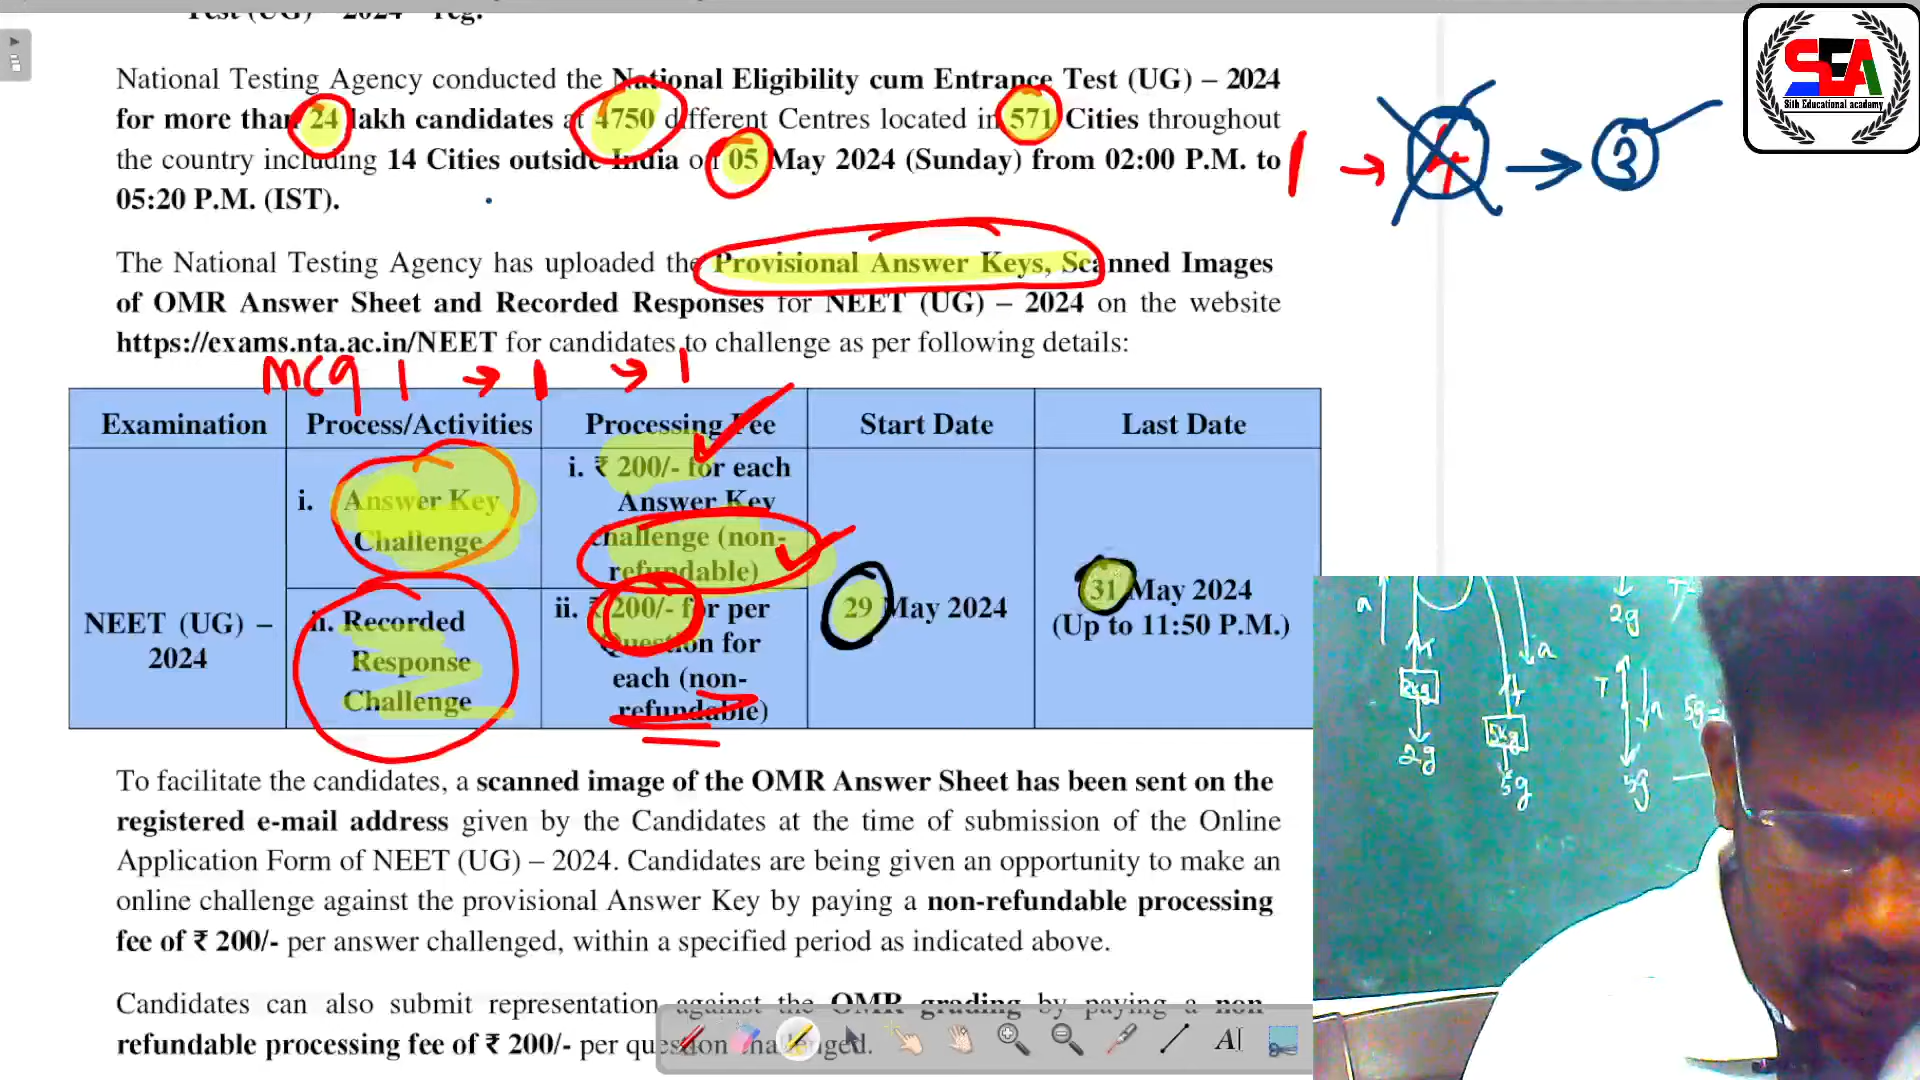 Test (UG) – 2024 – reg.
National Testing Agency conducted the National Eligibility cum Entrance Test (UG) – 2024
for more than 24 lakh candidates at 4750 different Centres located in 571 Cities throughout
the country including 14 Cities outside India on 05 May 2024 (Sunday) from 02:00 P.M. to
05:20 P.M. (IST).
1 → 4 → 3
SEA
Sith Educational academy
The National Testing Agency has uploaded the Provisional Answer Keys, Scanned Images
of OMR Answer Sheet and Recorded Responses for NEET (UG) – 2024 on the website
https://exams.nta.ac.in/NEET for candidates to challenge as per following details:
mcq 1 → 1 → 1
Examination Process/Activities Processing Fee Start Date Last Date
NEET (UG) –
2024
i. Answer Key
Challenge
ii. Recorded
Response
Challenge
i. ₹ 200/- for each
Answer Key
challenge (non-
refundable)
ii. ₹ 200/- for per
Question for
each (non-
refundable)
29 May 2024
31 May 2024
(Up to 11:50 P.M.)
To facilitate the candidates, a scanned image of the OMR Answer Sheet has been sent on the
registered e-mail address given by the Candidates at the time of submission of the Online
Application Form of NEET (UG) – 2024. Candidates are being given an opportunity to make an
online challenge against the provisional Answer Key by paying a non-refundable processing
fee of ₹ 200/- per answer challenged, within a specified period as indicated above.
Candidates can also submit representation against the OMR grading by paying a non-
refundable processing fee of ₹ 200/- per question challenged.
a
2g
a
T
2kg
5kg
2g
5g
T
a
5g
5g